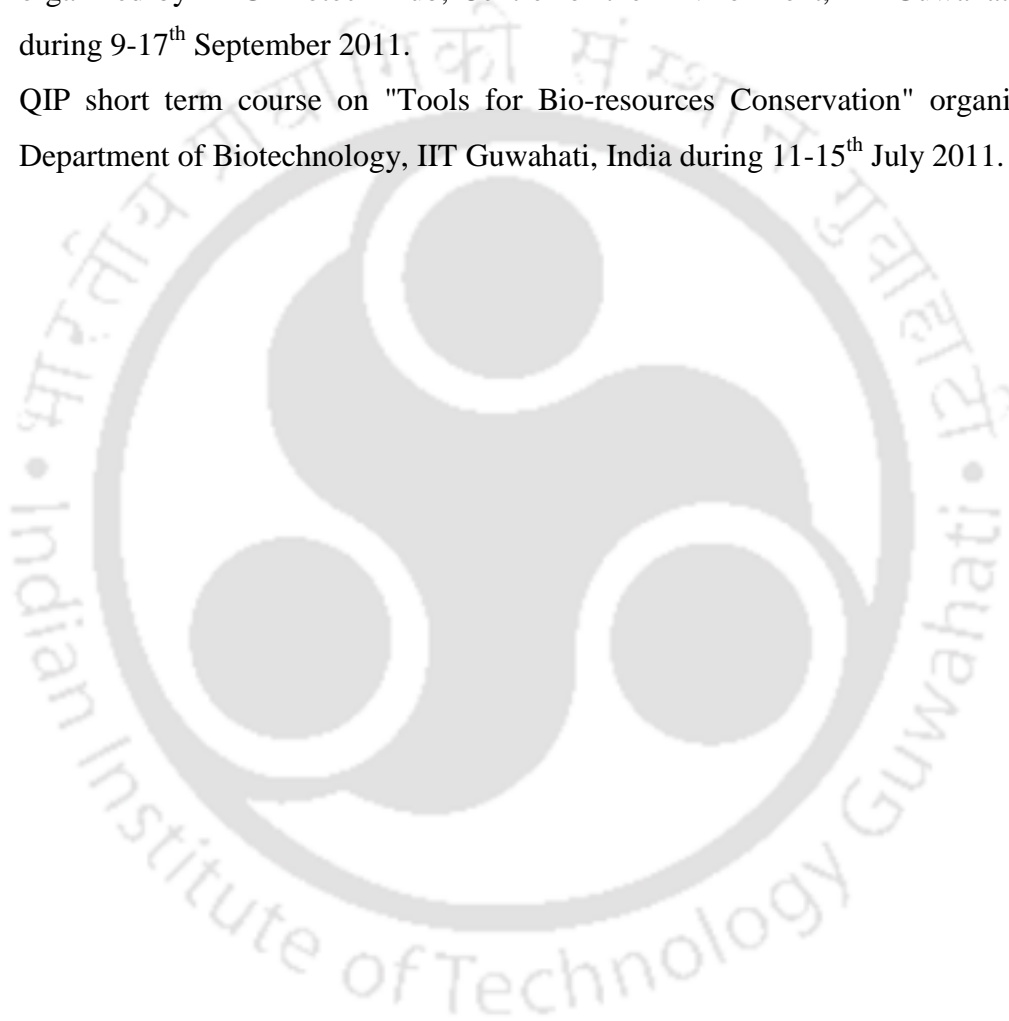 during 9-17th September 2011.
QIP short term course on "Tools for Bio-resources Conservation" organi
Department of Biotechnology, IIT Guwahati, India during 11-15th July 2011.
भारतीय प्रौद्योगिकी संस्थान गुवाहाटी
Indian Institute of Technology Guwahati